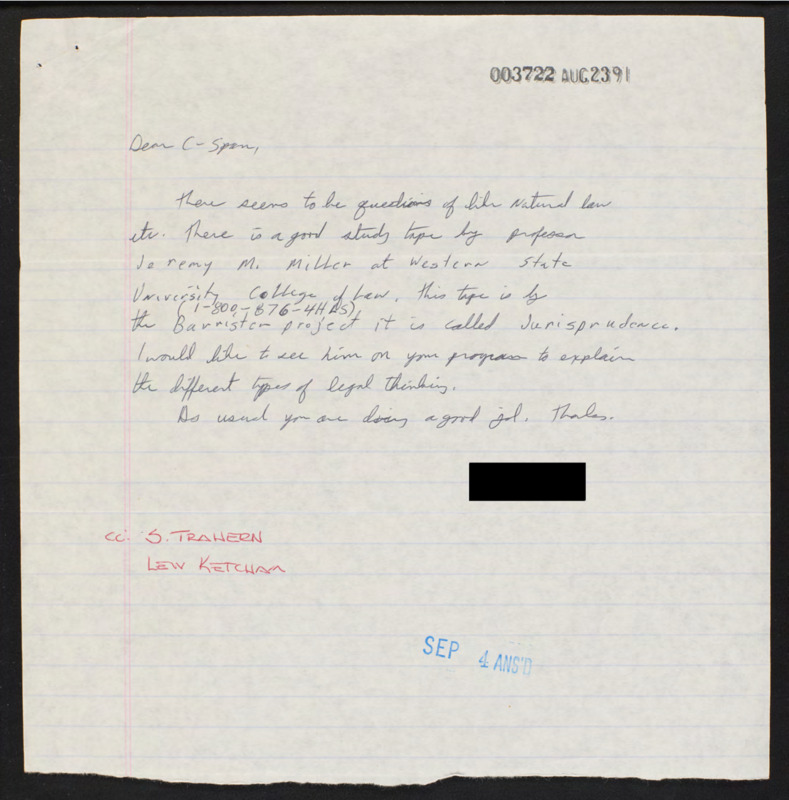 003722 AUG 23 91
Dear C-Span,
There seems to be questions of like Natural law
etc. There is a good study tape by professor
Jeremy M. Miller at Western State
University College of Law, this tape is by
(1-800-876-4HAS)
the Barrister project it is called Jurisprudence.
I would like to see him on your program to explain
the different types of legal thinking.
As usual you are doing a good job. Thanks.
cc: S. TRAHERN
LEW KETCHAM
SEP 4 ANS'D